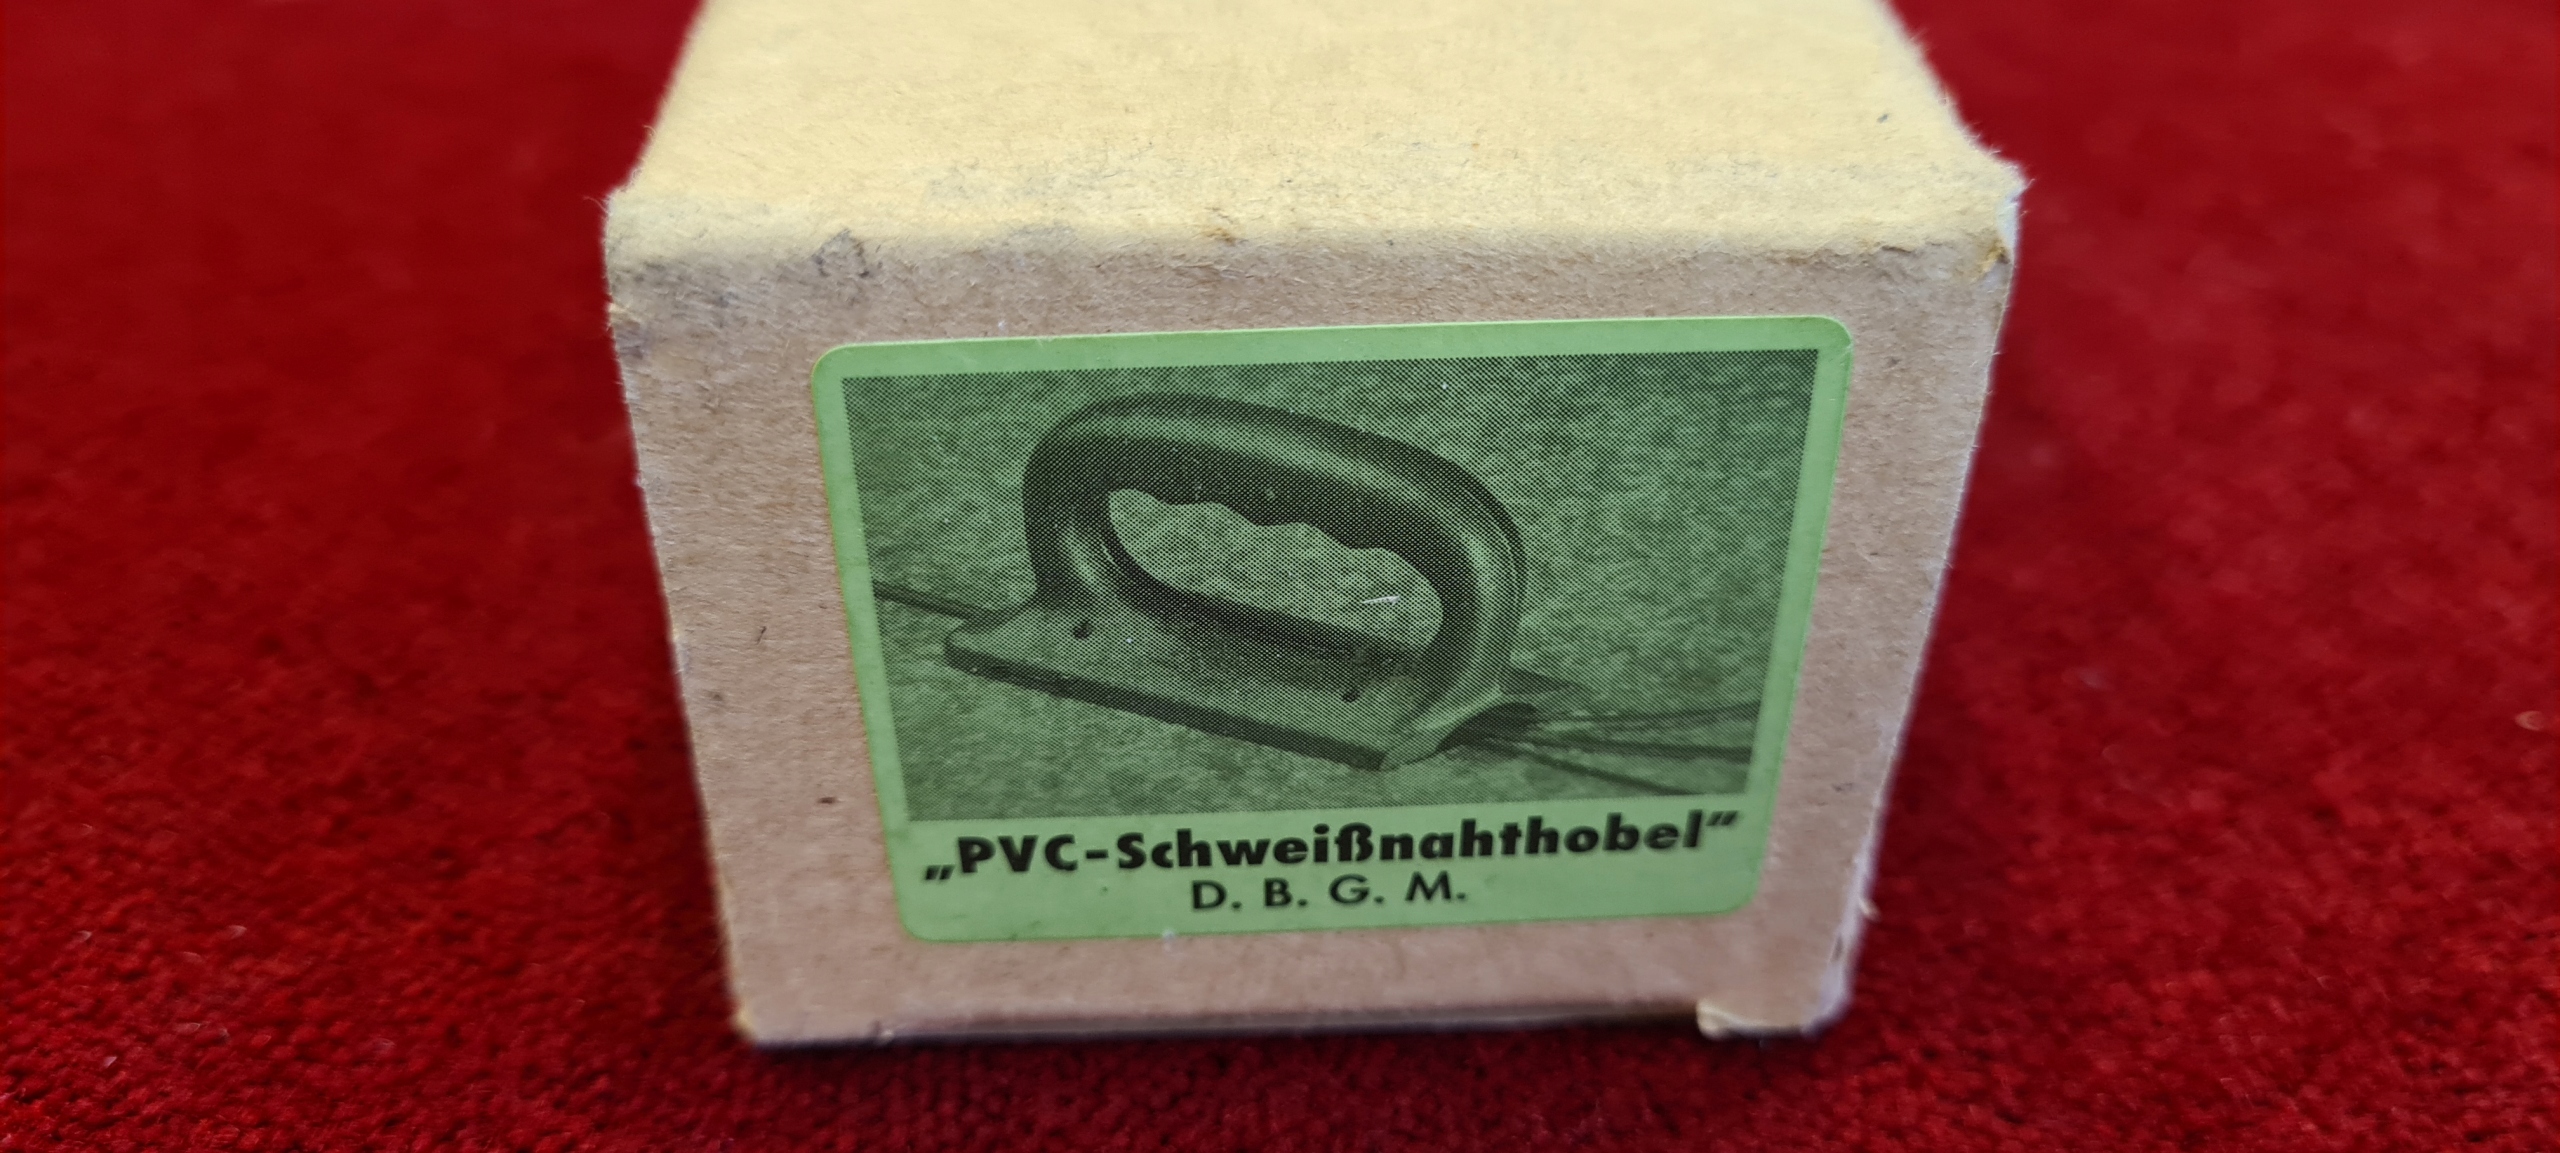 „PVC-Schweißnahthobel“
D. B. G. M.